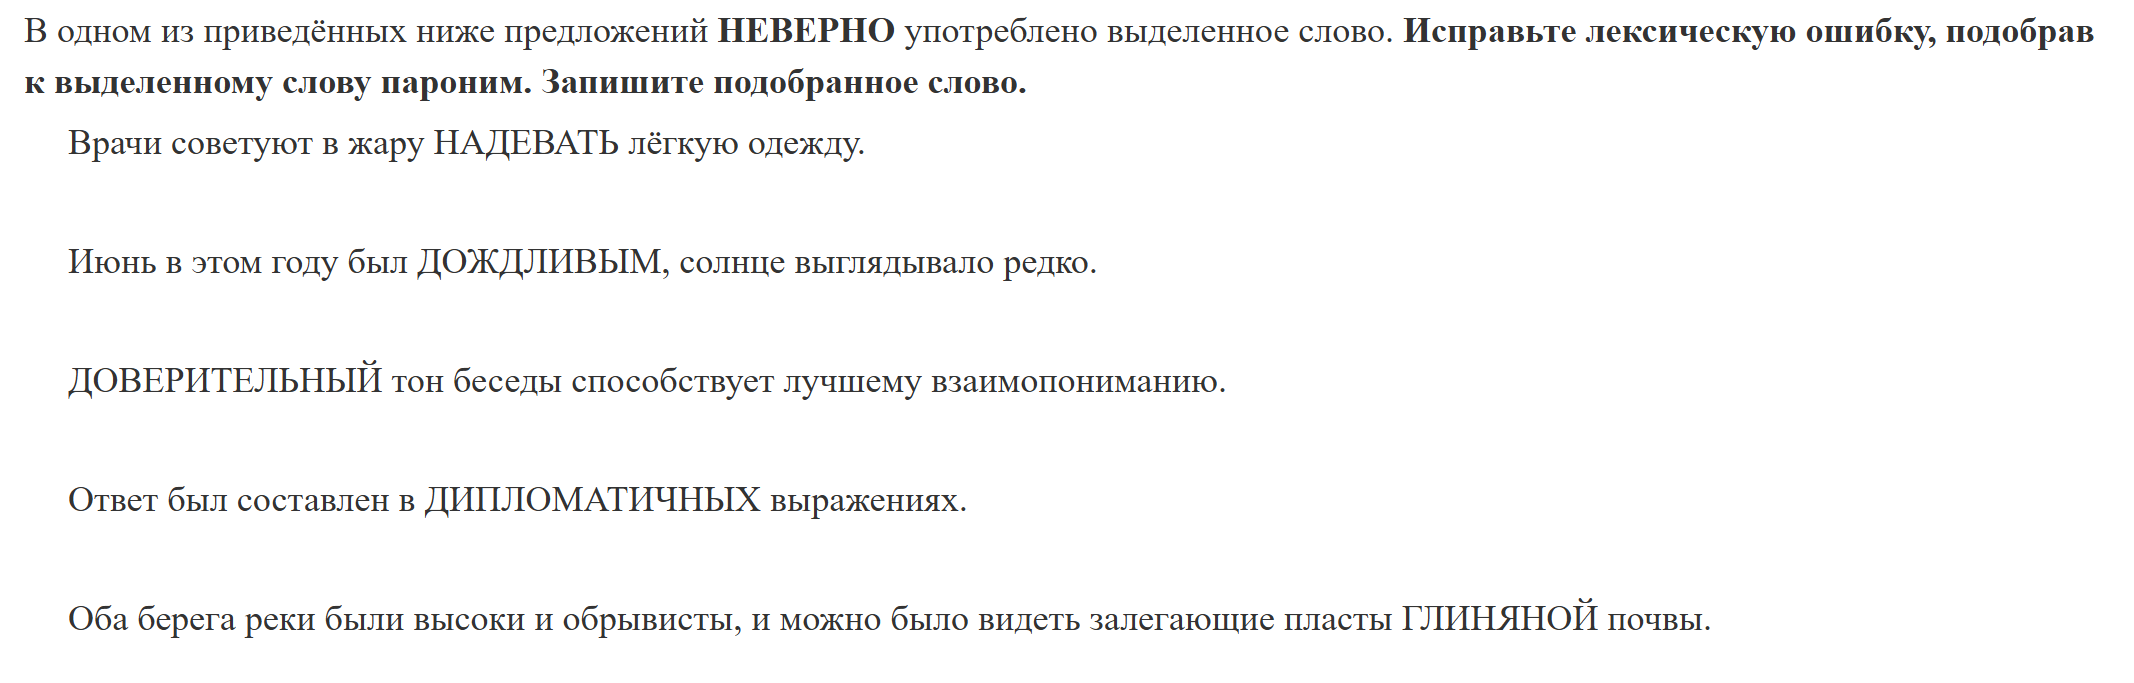 В одном из приведённых ниже предложений НЕВЕРНО употреблено выделенное слово. Исправьте лексическую ошибку, подобрав
к выделенному слову пароним. Запишите подобранное слово.
Врачи советуют в жару НАДЕВАТЬ лёгкую одежду.
Июнь в этом году был ДОЖДЛИВЫМ, солнце выглядывало редко.
ДОВЕРИТЕЛЬНЫЙ тон беседы способствует лучшему взаимопониманию.
Ответ был составлен в ДИПЛОМАТИЧНЫХ выражениях.
Оба берега реки были высоки и обрывисты, и можно было видеть залегающие пласты ГЛИНЯНОЙ почвы.